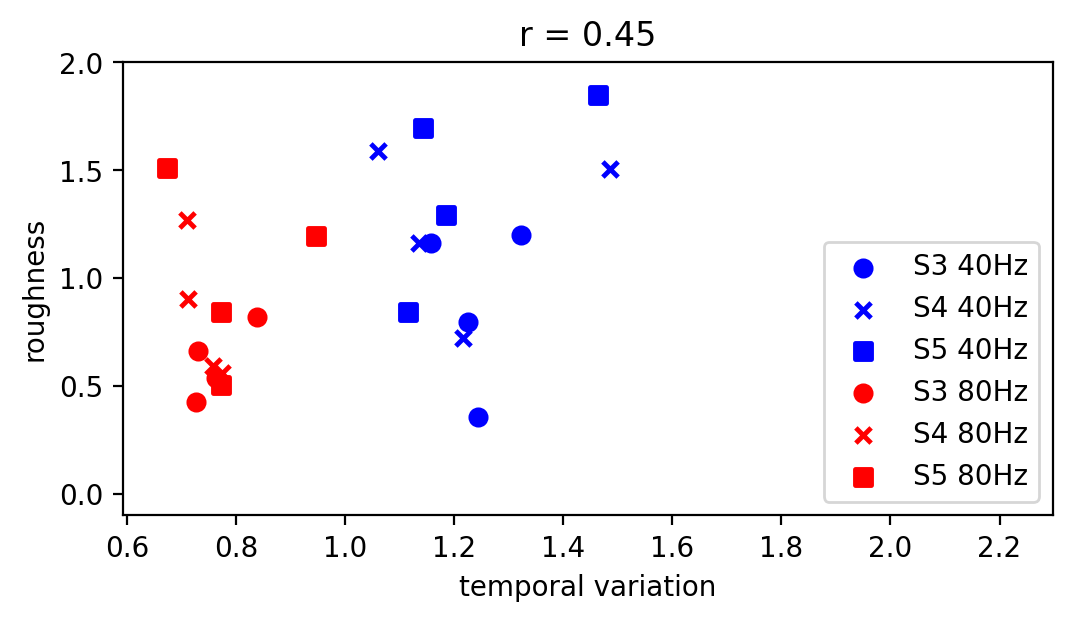 r = 0.45
2.0
1.5
1.0
0.5
0.0
roughness
S3 40Hz
S4 40Hz
S5 40Hz
S3 80Hz
S4 80Hz
S5 80Hz
0.6 0.8 1.0 1.2 1.4 1.6 1.8 2.0 2.2
temporal variation